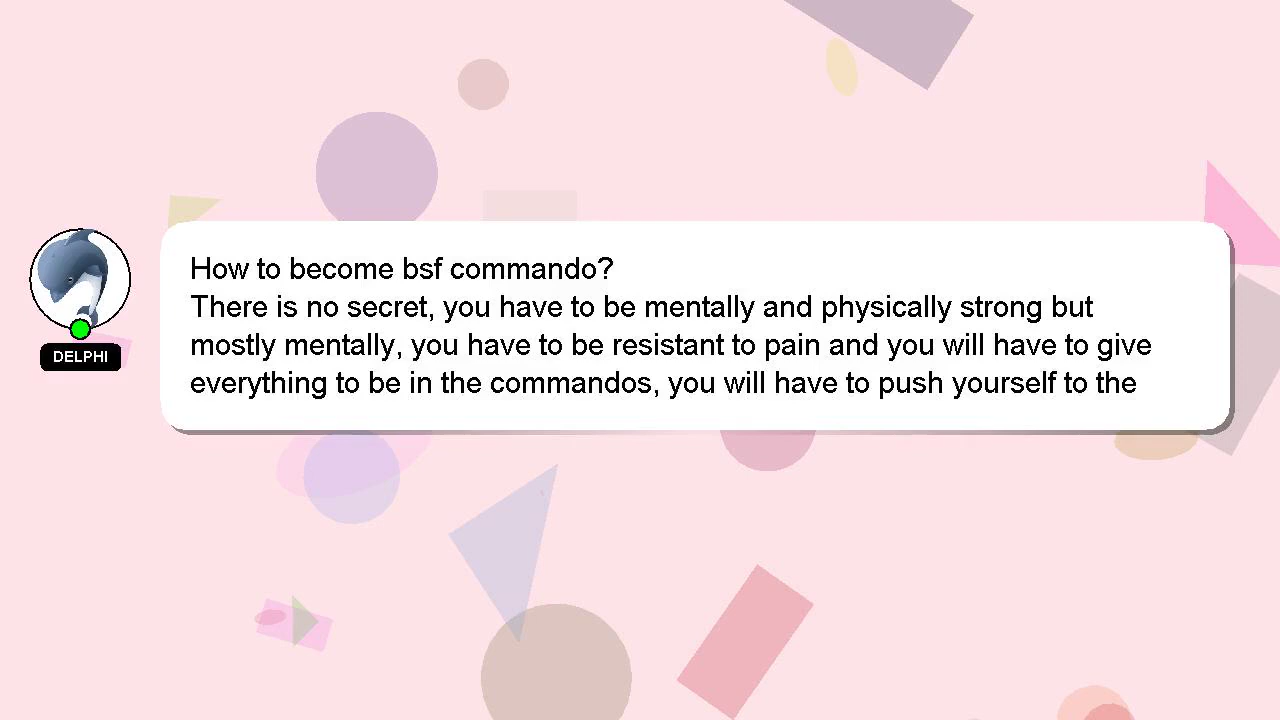 How to become bsf commando?
There is no secret, you have to be mentally and physically strong but
mostly mentally, you have to be resistant to pain and you will have to give
everything to be in the commandos, you will have to push yourself to the
DELPHI